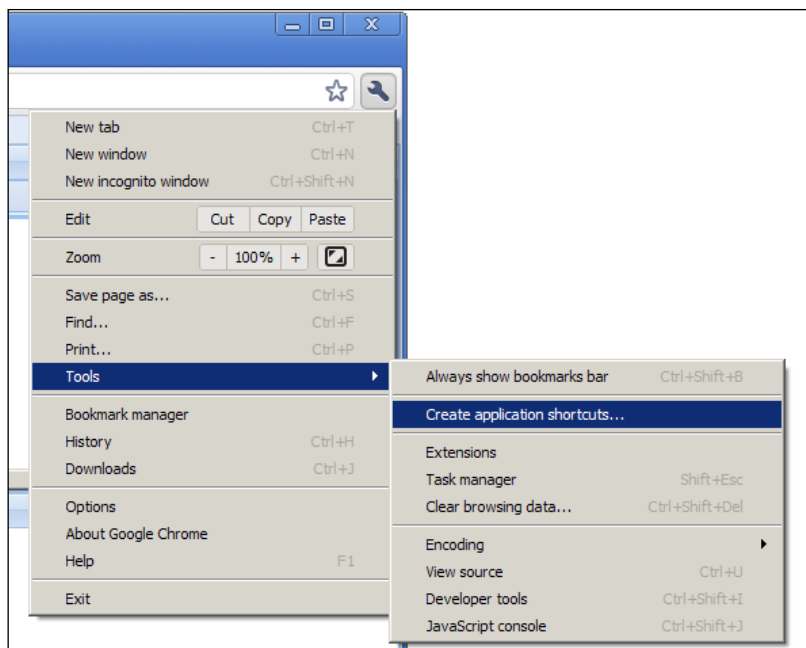 New tab Ctrl+T
New window Ctrl+N
New incognito window Ctrl+Shift+N
Edit Cut Copy Paste
Zoom - 100% +
Save page as... Ctrl+S
Find... Ctrl+F
Print... Ctrl+P
Tools
Bookmark manager
History Ctrl+H
Downloads Ctrl+J
Options
About Google Chrome
Help F1
Exit
Always show bookmarks bar Ctrl+Shift+B
Create application shortcuts...
Extensions
Task manager Shift+Esc
Clear browsing data... Ctrl+Shift+Del
Encoding
View source Ctrl+U
Developer tools Ctrl+Shift+I
JavaScript console Ctrl+Shift+J